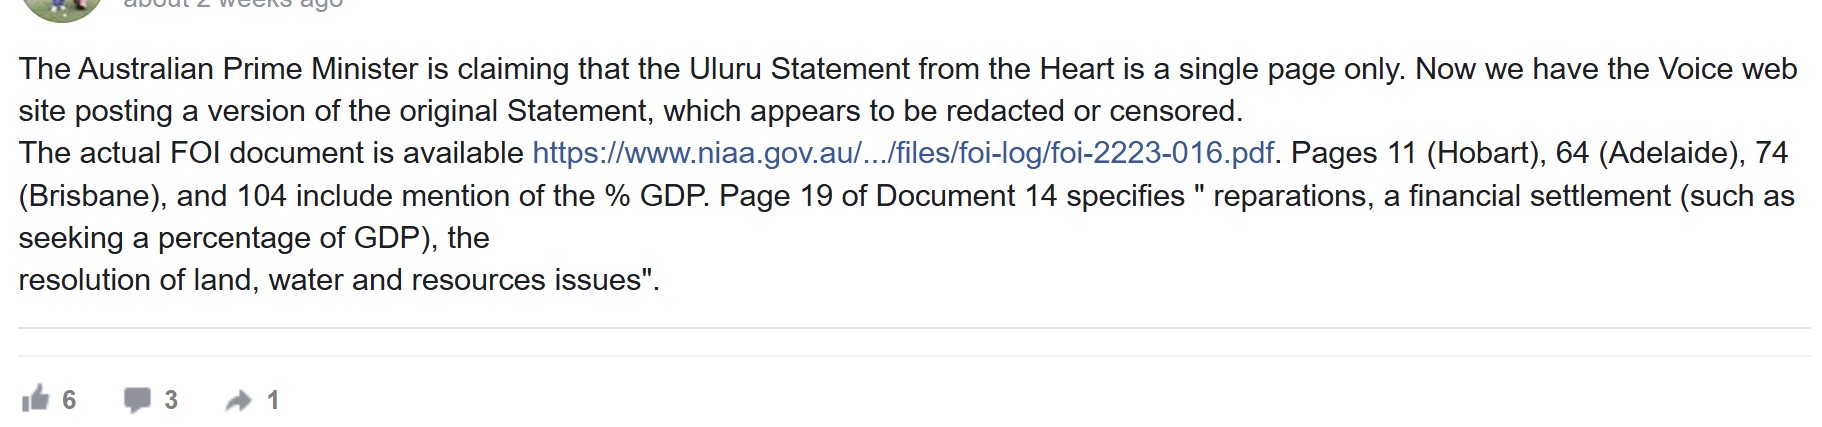 about 2 weeks ago
The Australian Prime Minister is claiming that the Uluru Statement from the Heart is a single page only. Now we have the Voice web
site posting a version of the original Statement, which appears to be redacted or censored.
The actual FOI document is available https://www.niaa.gov.au/.../files/foi-log/foi-2223-016.pdf. Pages 11 (Hobart), 64 (Adelaide), 74
(Brisbane), and 104 include mention of the % GDP. Page 19 of Document 14 specifies " reparations, a financial settlement (such as
seeking a percentage of GDP), the
resolution of land, water and resources issues".
6 3 1